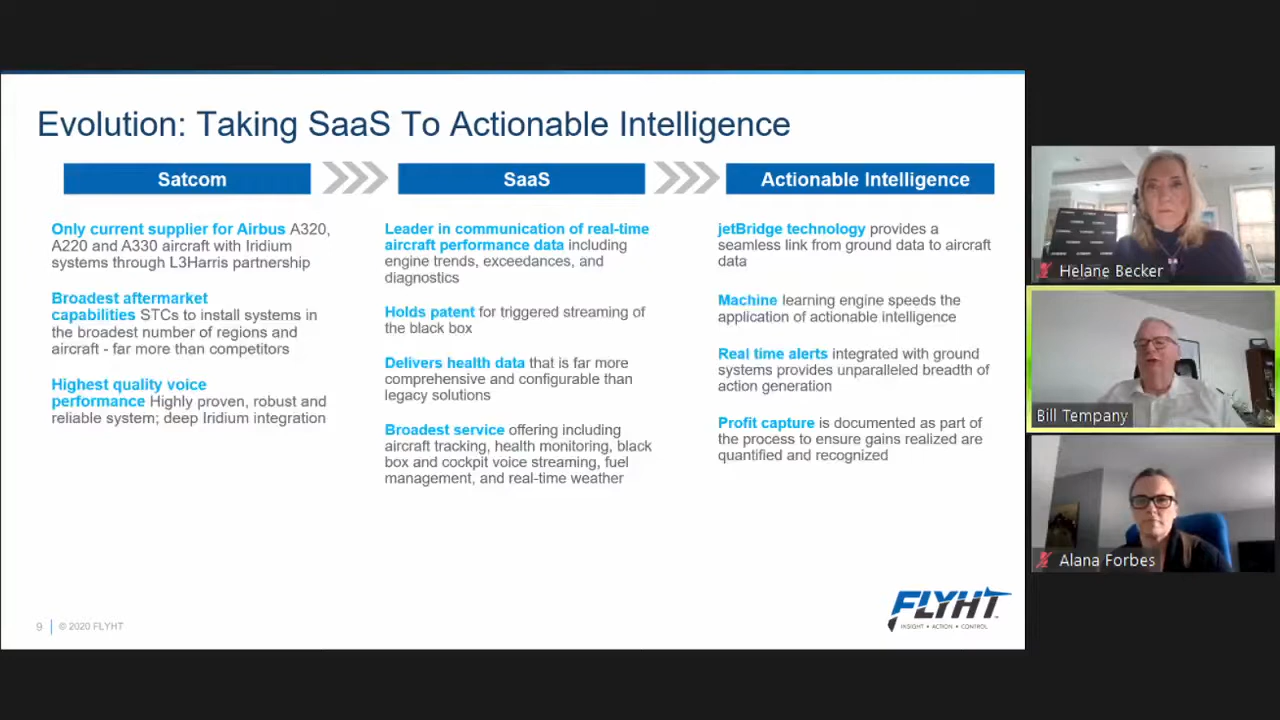 Evolution: Taking SaaS To Actionable Intelligence
Satcom
Only current supplier for Airbus A320,
A220 and A330 aircraft with Iridium
systems through L3Harris partnership
Broadest aftermarket
capabilities STCs to install systems in
the broadest number of regions and
aircraft - far more than competitors
Highest quality voice
performance Highly proven, robust and
reliable system; deep Iridium integration
SaaS
Leader in communication of real-time
aircraft performance data including
engine trends, exceedances, and
diagnostics
Holds patent for triggered streaming of
the black box
Delivers health data that is far more
comprehensive and configurable than
legacy solutions
Broadest service offering including
aircraft tracking, health monitoring, black
box and cockpit voice streaming, fuel
management, and real-time weather
Actionable Intelligence
jetBridge technology provides a
seamless link from ground data to aircraft
data
Machine learning engine speeds the
application of actionable intelligence
Real time alerts integrated with ground
systems provides unparalleled breadth of
action generation
Profit capture is documented as part of
the process to ensure gains realized are
quantified and recognized
9 © 2020 FLYHT
FLYHT
INSIGHT • ACTION • CONTROL
Helane Becker
Bill Tempany
Alana Forbes